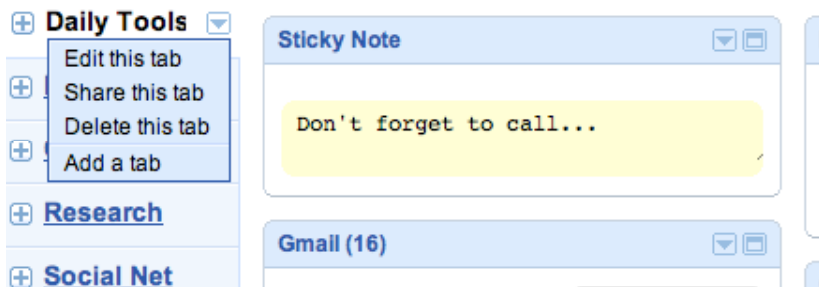 Daily Tools
Edit this tab
Share this tab
Delete this tab
Add a tab
Research
Social Net
Sticky Note
Don't forget to call...
Gmail (16)